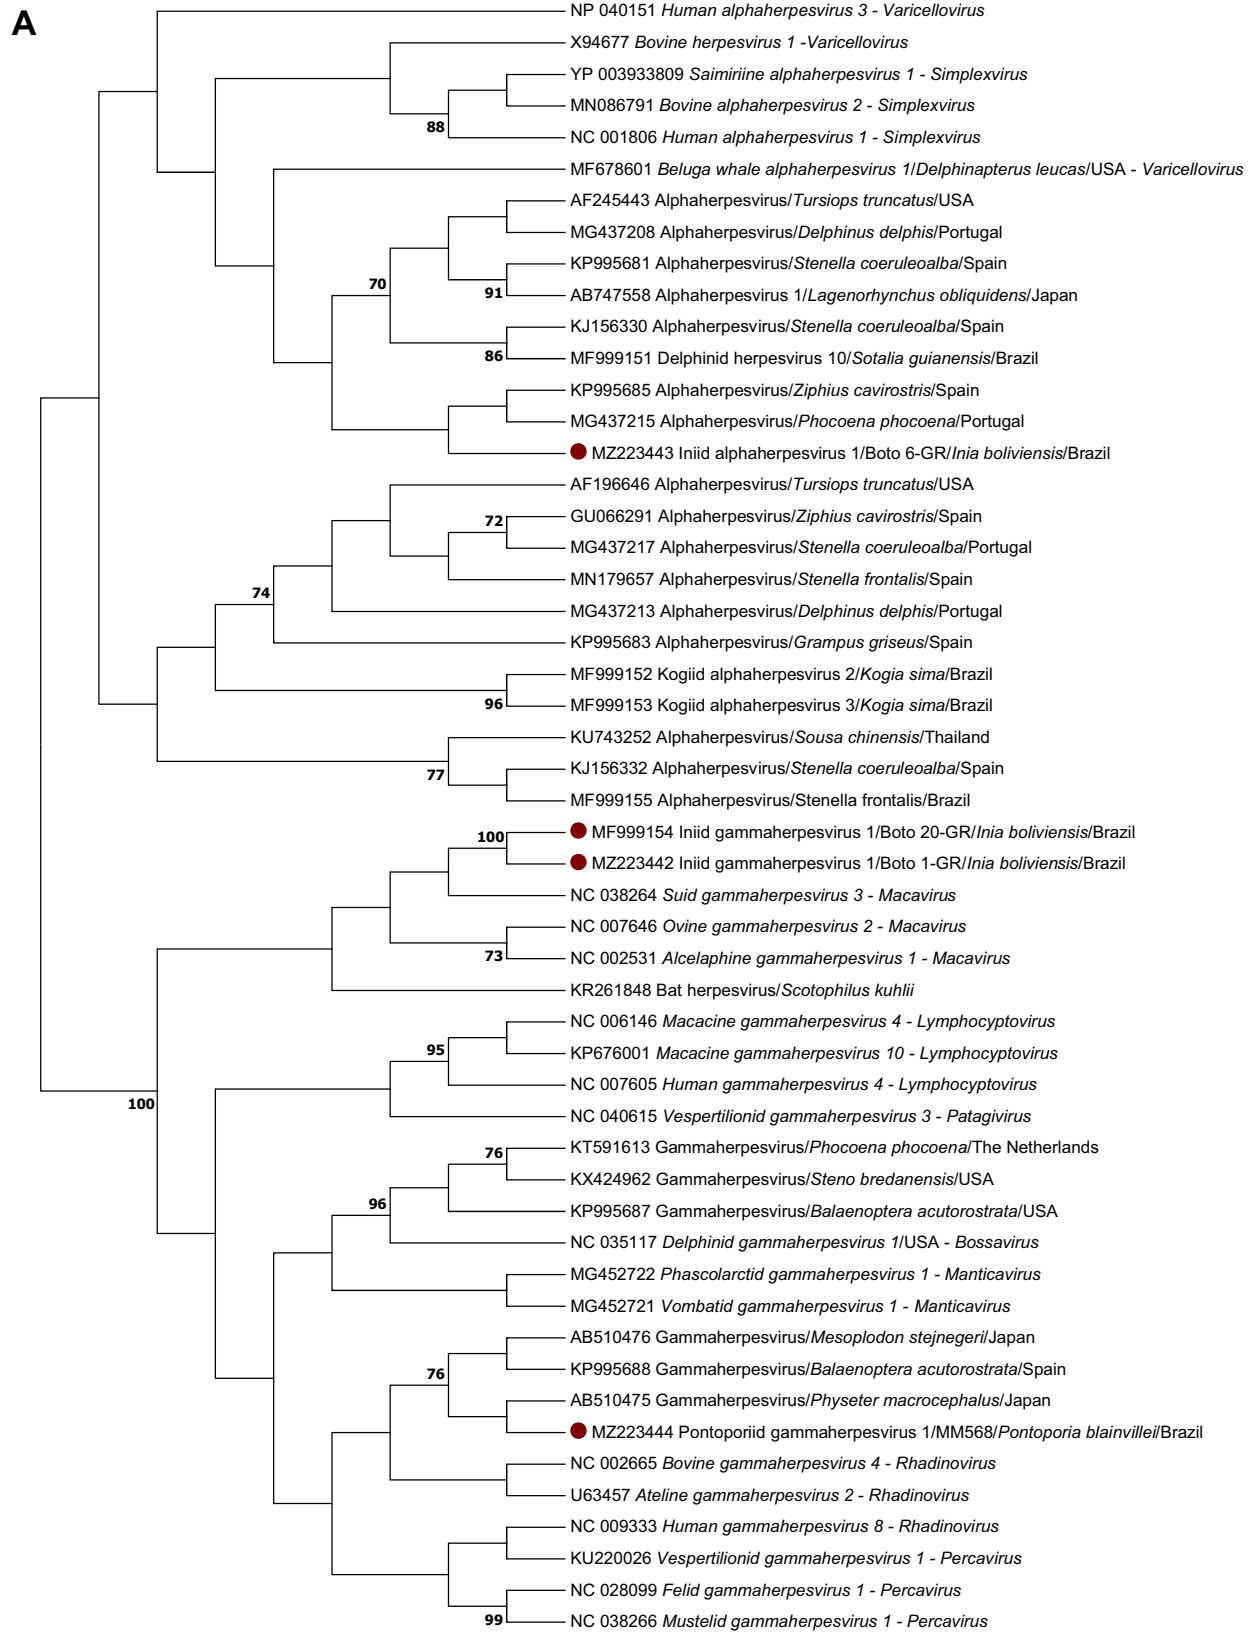 A
NP 040151 Human alphaherpesvirus 3 - Varicellovirus
X94677 Bovine herpesvirus 1 -Varicellovirus
YP 003933809 Saimiriine alphaherpesvirus 1 - Simplexvirus
MN086791 Bovine alphaherpesvirus 2 - Simplexvirus
88
NC 001806 Human alphaherpesvirus 1 - Simplexvirus
MF678601 Beluga whale alphaherpesvirus 1/Delphinapterus leucas/USA - Varicellovirus
AF245443 Alphaherpesvirus/Tursiops truncatus/USA
MG437208 Alphaherpesvirus/Delphinus delphis/Portugal
KP995681 Alphaherpesvirus/Stenella coeruleoalba/Spain
70
91
AB747558 Alphaherpesvirus 1/Lagenorhynchus obliquidens/Japan
KJ156330 Alphaherpesvirus/Stenella coeruleoalba/Spain
86
MF999151 Delphinid herpesvirus 10/Sotalia guianensis/Brazil
KP995685 Alphaherpesvirus/Ziphius cavirostris/Spain
MG437215 Alphaherpesvirus/Phocoena phocoena/Portugal
MZ223443 Iniid alphaherpesvirus 1/Boto 6-GR/Inia boliviensis/Brazil
AF196646 Alphaherpesvirus/Tursiops truncatus/USA
72
GU066291 Alphaherpesvirus/Ziphius cavirostris/Spain
MG437217 Alphaherpesvirus/Stenella coeruleoalba/Portugal
MN179657 Alphaherpesvirus/Stenella frontalis/Spain
74
MG437213 Alphaherpesvirus/Delphinus delphis/Portugal
KP995683 Alphaherpesvirus/Grampus griseus/Spain
MF999152 Kogiid alphaherpesvirus 2/Kogia sima/Brazil
96
MF999153 Kogiid alphaherpesvirus 3/Kogia sima/Brazil
KU743252 Alphaherpesvirus/Sousa chinensis/Thailand
77
KJ156332 Alphaherpesvirus/Stenella coeruleoalba/Spain
MF999155 Alphaherpesvirus/Stenella frontalis/Brazil
100
MF999154 Iniid gammaherpesvirus 1/Boto 20-GR/Inia boliviensis/Brazil
MZ223442 Iniid gammaherpesvirus 1/Boto 1-GR/Inia boliviensis/Brazil
NC 038264 Suid gammaherpesvirus 3 - Macavirus
NC 007646 Ovine gammaherpesvirus 2 - Macavirus
73
NC 002531 Alcelaphine gammaherpesvirus 1 - Macavirus
KR261848 Bat herpesvirus/Scotophilus kuhlii
NC 006146 Macacine gammaherpesvirus 4 - Lymphocyptovirus
95
KP676001 Macacine gammaherpesvirus 10 - Lymphocyptovirus
NC 007605 Human gammaherpesvirus 4 - Lymphocyptovirus
100
NC 040615 Vespertilionid gammaherpesvirus 3 - Patagivirus
76
KT591613 Gammaherpesvirus/Phocoena phocoena/The Netherlands
KX424962 Gammaherpesvirus/Steno bredanensis/USA
96
KP995687 Gammaherpesvirus/Balaenoptera acutorostrata/USA
NC 035117 Delphinid gammaherpesvirus 1/USA - Bossavirus
MG452722 Phascolarctid gammaherpesvirus 1 - Manticavirus
MG452721 Vombatid gammaherpesvirus 1 - Manticavirus
AB510476 Gammaherpesvirus/Mesoplodon stejnegeri/Japan
76
KP995688 Gammaherpesvirus/Balaenoptera acutorostrata/Spain
AB510475 Gammaherpesvirus/Physeter macrocephalus/Japan
MZ223444 Pontoporiid gammaherpesvirus 1/MM568/Pontoporia blainvillei/Brazil
NC 002665 Bovine gammaherpesvirus 4 - Rhadinovirus
U63457 Ateline gammaherpesvirus 2 - Rhadinovirus
NC 009333 Human gammaherpesvirus 8 - Rhadinovirus
KU220026 Vespertilionid gammaherpesvirus 1 - Percavirus
NC 028099 Felid gammaherpesvirus 1 - Percavirus
99
NC 038266 Mustelid gammaherpesvirus 1 - Percavirus